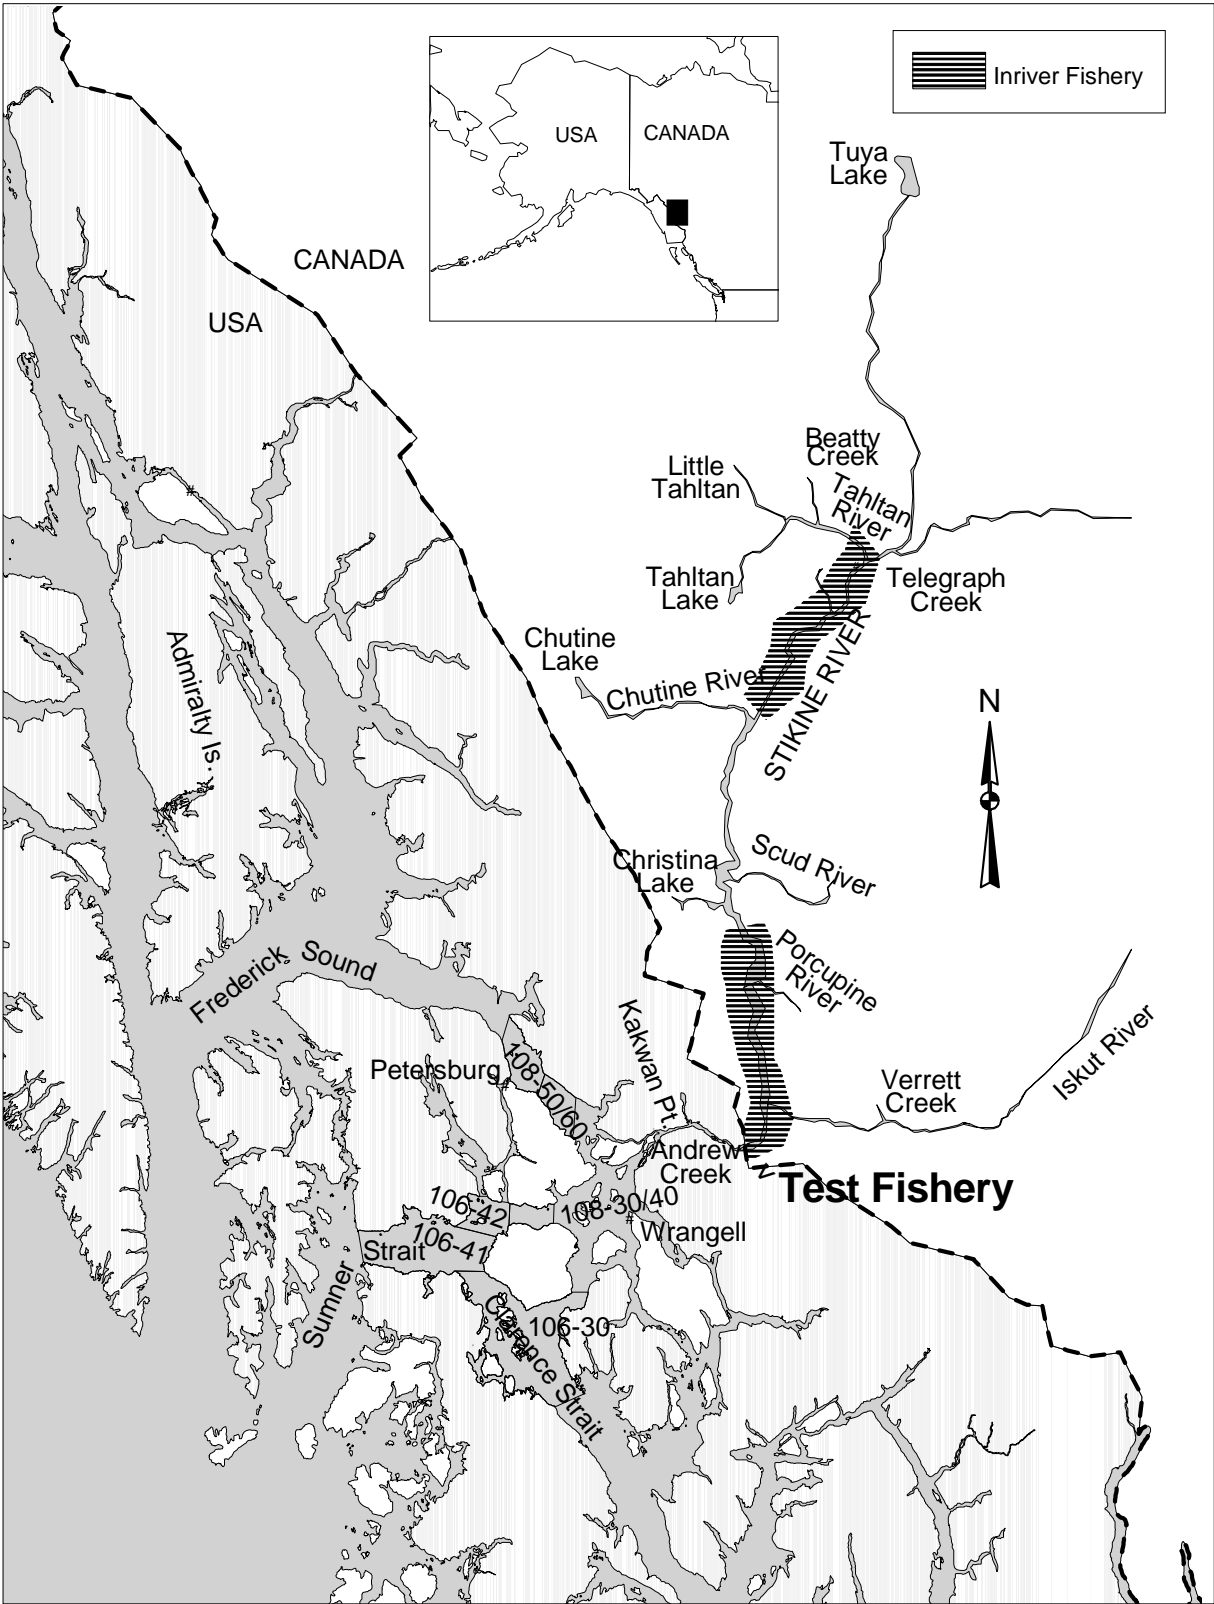 Inriver Fishery
USA
CANADA
Tuya
Lake
CANADA
USA
Beatty
Creek
Little
Tahltan
Tahltan
River
Tahltan
Lake
Telegraph
Creek
Chutine
Lake
Chutine River
STIKINE RIVER
Admiralty Is.
N
Christina
Lake
Scud River
Porcupine
River
Frederick Sound
Kakwan Pt.
Iskut River
Petersburg
108-50/60
Verrett
Creek
Andrew
Creek
Test Fishery
106-42
108-30/40
Wrangell
106-41
Sumner Strait
106-30
Clarence Strait